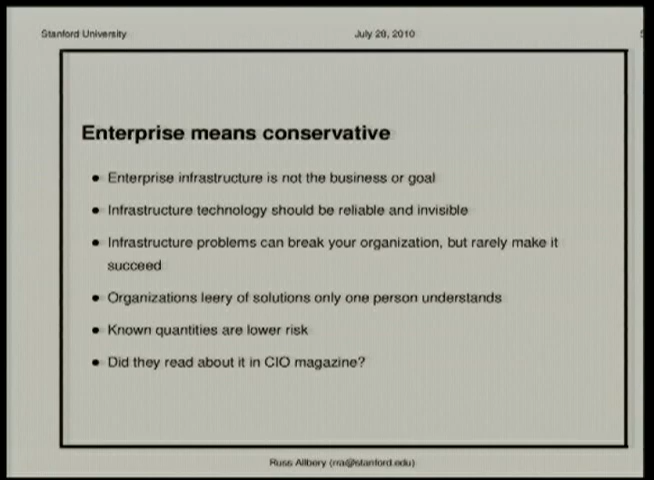 Stanford University July 28, 2010
Enterprise means conservative
• Enterprise infrastructure is not the business or goal
• Infrastructure technology should be reliable and invisible
• Infrastructure problems can break your organization, but rarely make it
succeed
• Organizations leery of solutions only one person understands
• Known quantities are lower risk
• Did they read about it in CIO magazine?
Russ Allbery (rra@stanford.edu)